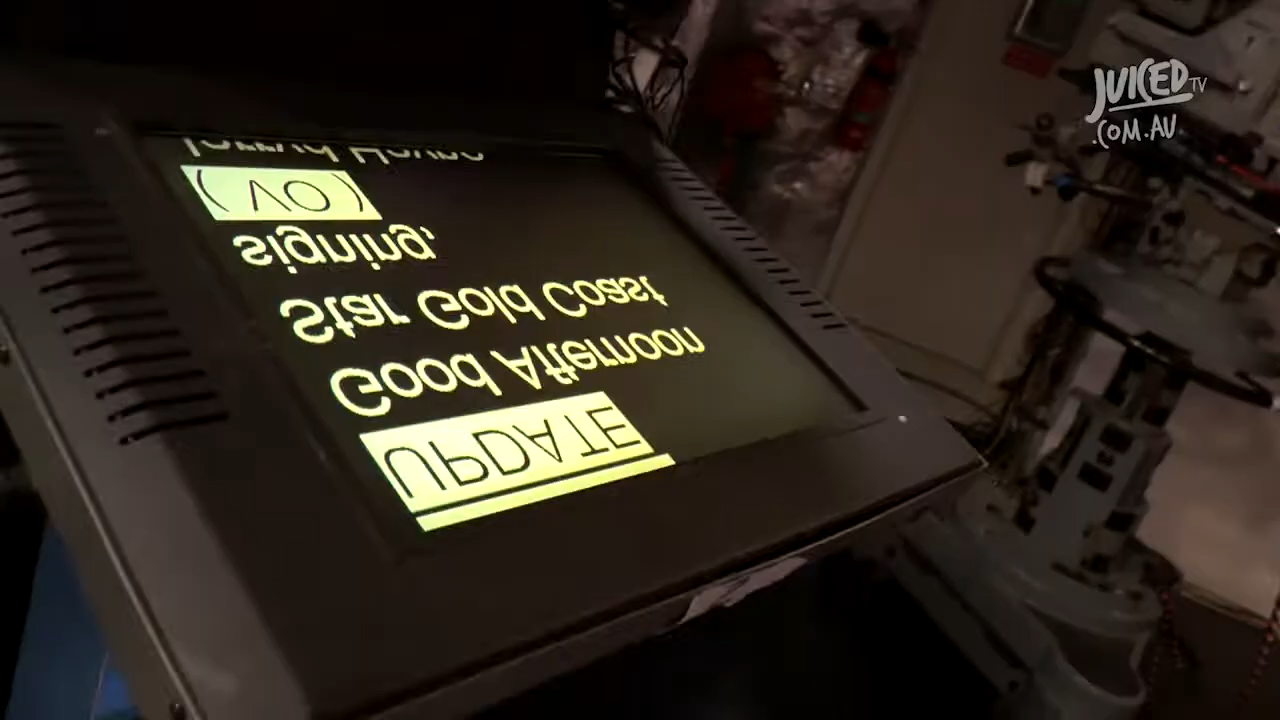 UPDATE
Good Afternoon
Star Gold Coast
signing,
( VO )
JUICED TV
.COM.AU